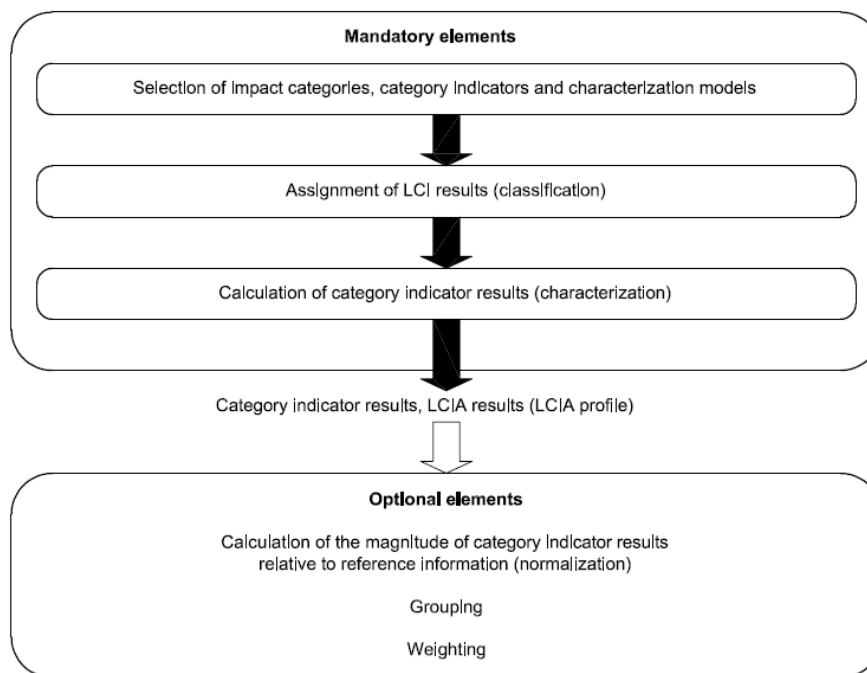 Mandatory elements
Selection of impact categories, category indicators and characterization models
Assignment of LCI results (classification)
Calculation of category indicator results (characterization)
Category indicator results, LCIA results (LCIA profile)
Optional elements
Calculation of the magnitude of category indicator results
relative to reference information (normalization)
Grouping
Weighting